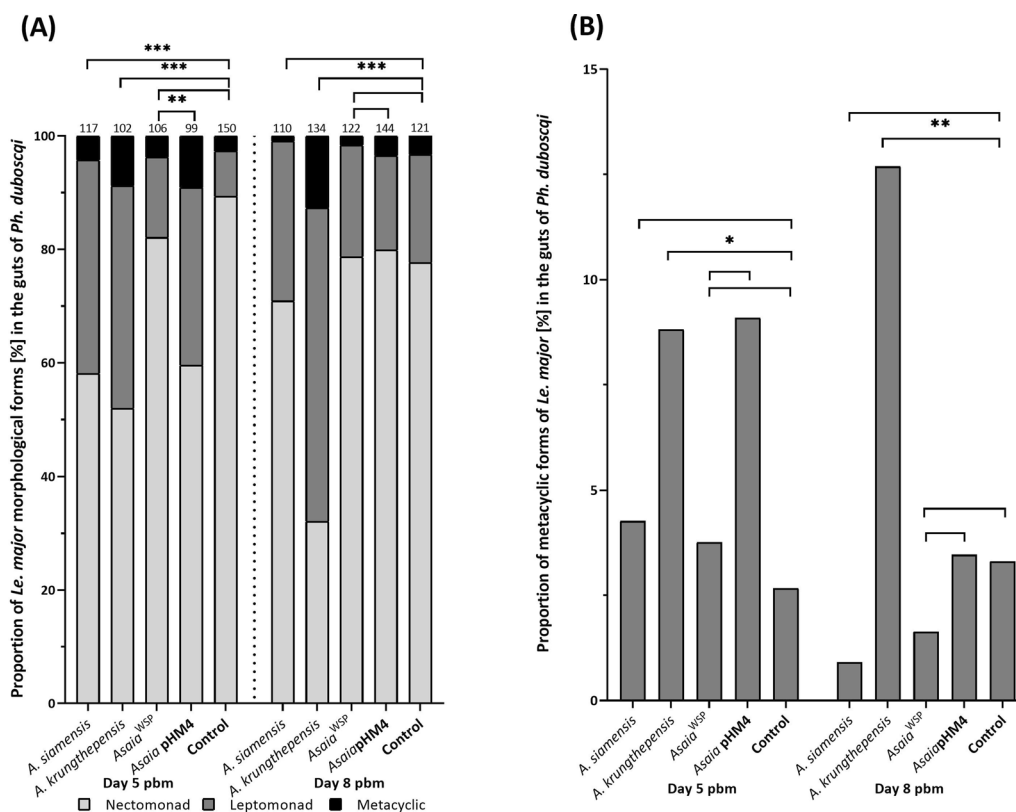 (A)
Proportion of Le. major morphological forms [%] in the guts of Ph. duboscqi
***
***
**
***
117 102 106 99 150 110 134 122 144 121
100
80
60
40
20
0
A. siamensis
A. krungthepensis
Asaia WSP
Asaia pHM4
Control
A. siamensis
A. krungthepensis
Asaia WSP
AsaiapHM4
Control
Day 5 pbm Day 8 pbm
Nectomonad Leptomonad Metacyclic
(B)
Proportion of metacyclic forms of Le. major [%] in the guts of Ph. duboscqi
15
10
5
0
*
**
A. siamensis
A. krungthepensis
Asaia WSP
Asaia pHM4
Control
A. siamensis
A. krungthepensis
Asaia WSP
AsaiapHM4
Control
Day 5 pbm Day 8 pbm